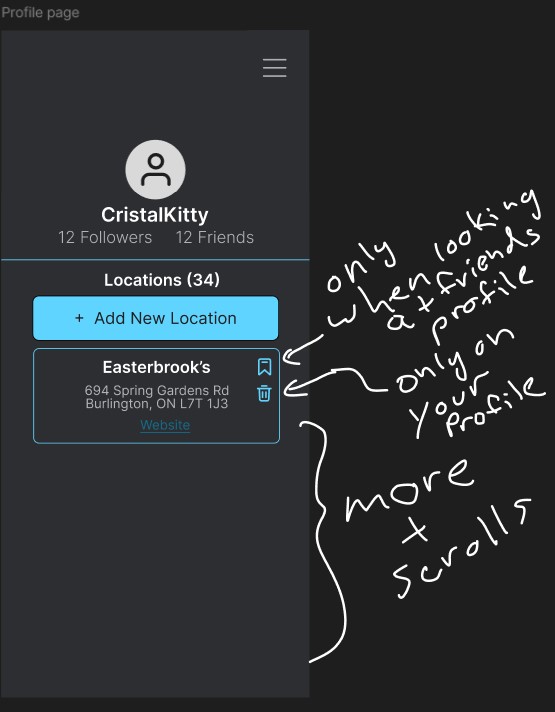 Profile page
CristalKitty
12 Followers 12 Friends
Locations (34)
+ Add New Location
Easterbrook's
694 Spring Gardens Rd
Burlington, ON L7T 1J3
Website
only
when looking
at friends
profile
only on
your
profile
more
+
scrolls